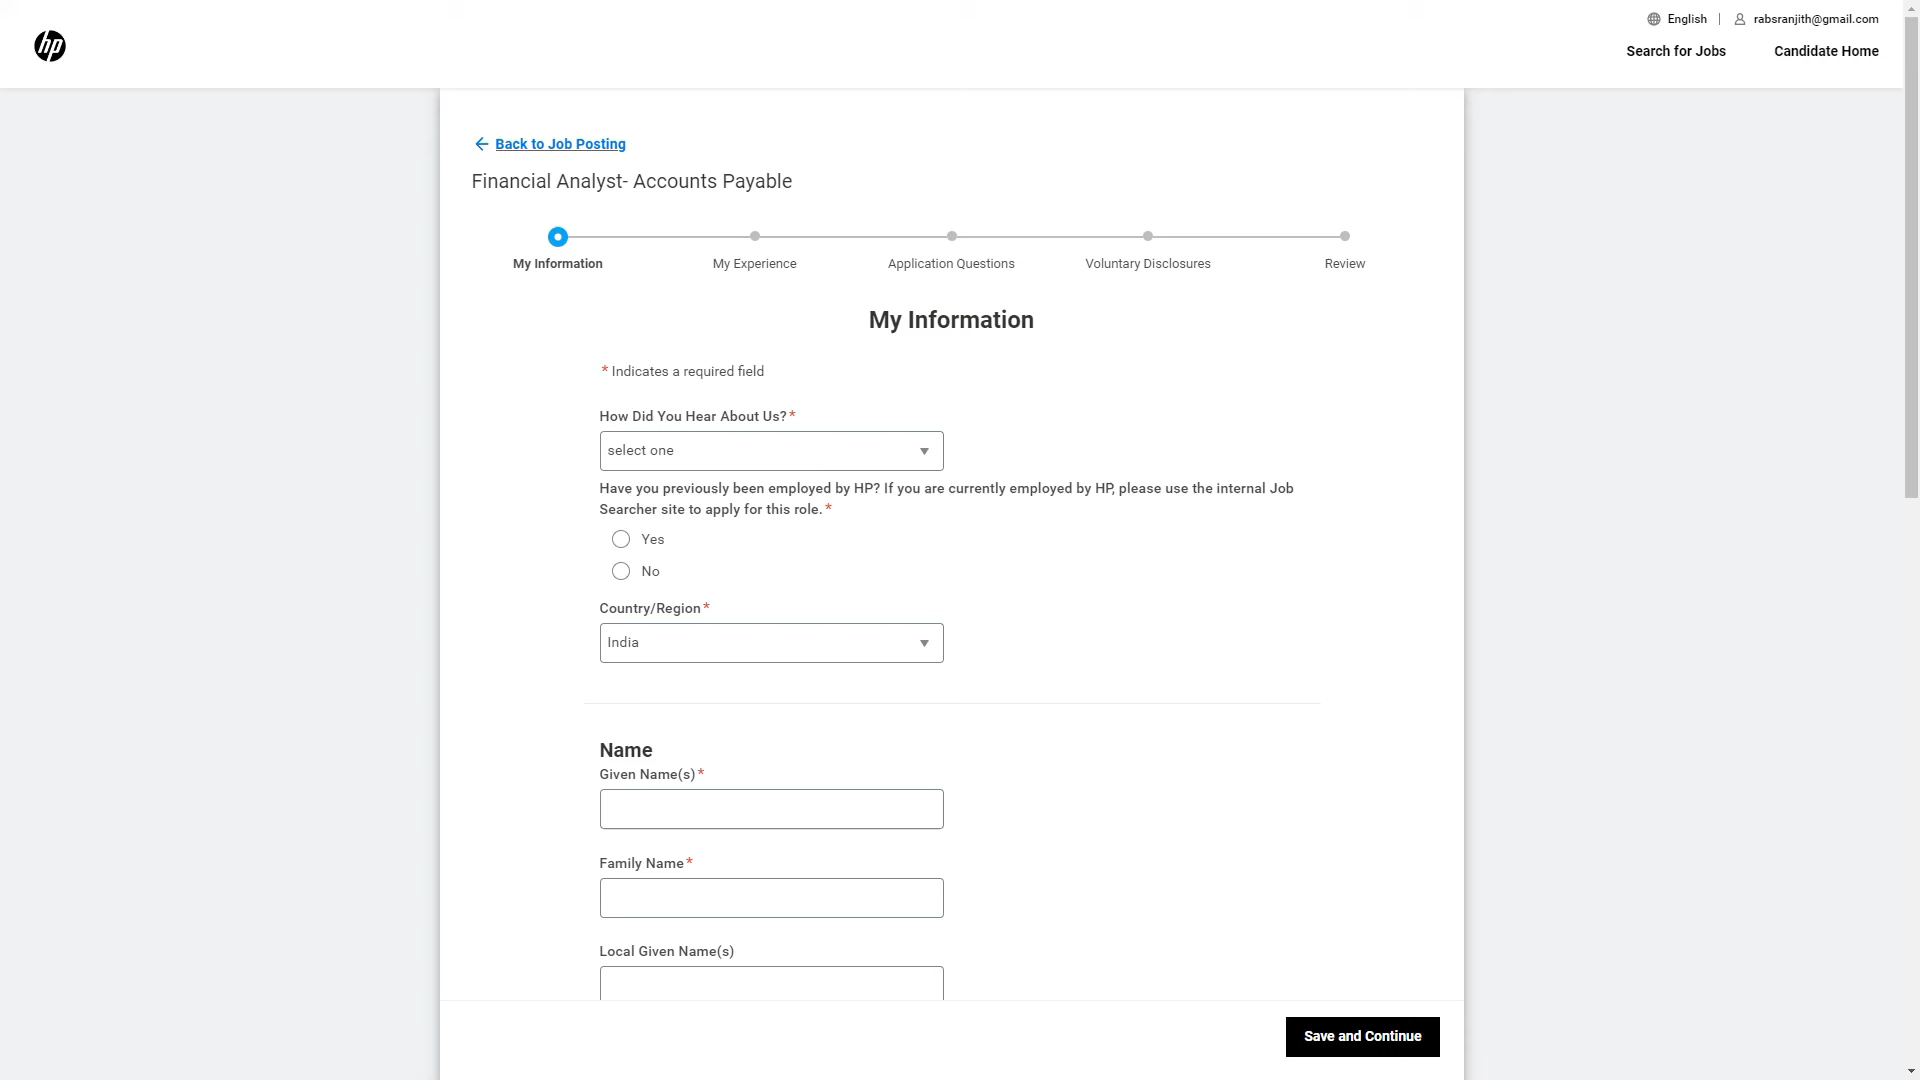 hp
English
rabsranjith@gmail.com
Search for Jobs
Candidate Home
Back to Job Posting
Financial Analyst- Accounts Payable
My Information
My Experience
Application Questions
Voluntary Disclosures
Review
My Information
* Indicates a required field
How Did You Hear About Us?*
select one
Have you previously been employed by HP? If you are currently employed by HP, please use the internal Job
Searcher site to apply for this role.*
Yes
No
Country/Region*
India
Name
Given Name(s)*
Family Name*
Local Given Name(s)
Save and Continue